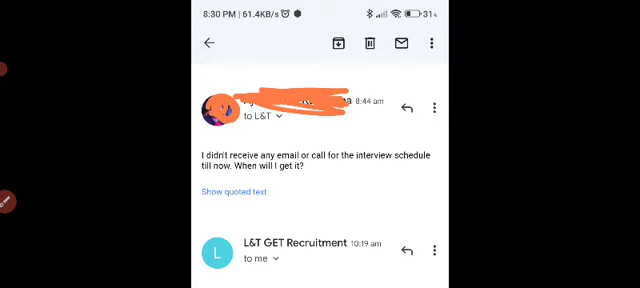 8:30 PM | 61.4KB/s
31%
8:44 am
to L&T
I didn't receive any email or call for the interview schedule
till now. When will I get it?
Show quoted text
L
L&T GET Recruitment 10:19 am
to me